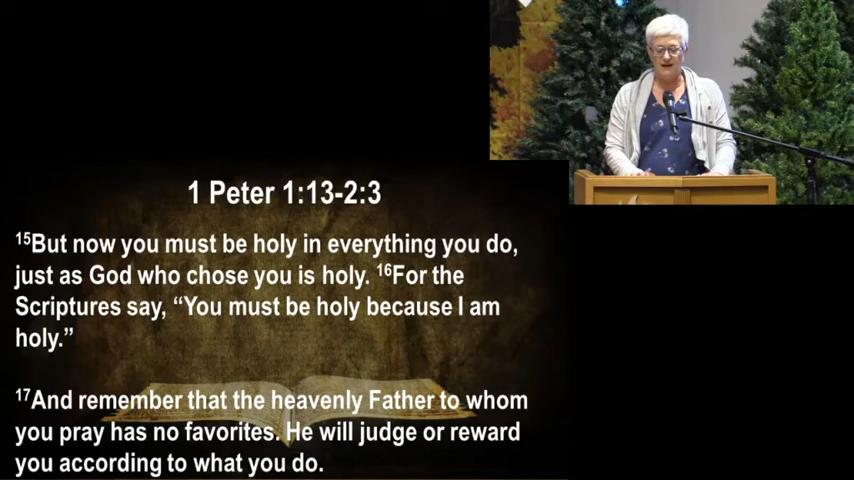 1 Peter 1:13-2:3
15But now you must be holy in everything you do,
just as God who chose you is holy. 16For the
Scriptures say, “You must be holy because I am
holy.”
17And remember that the heavenly Father to whom
you pray has no favorites. He will judge or reward
you according to what you do.